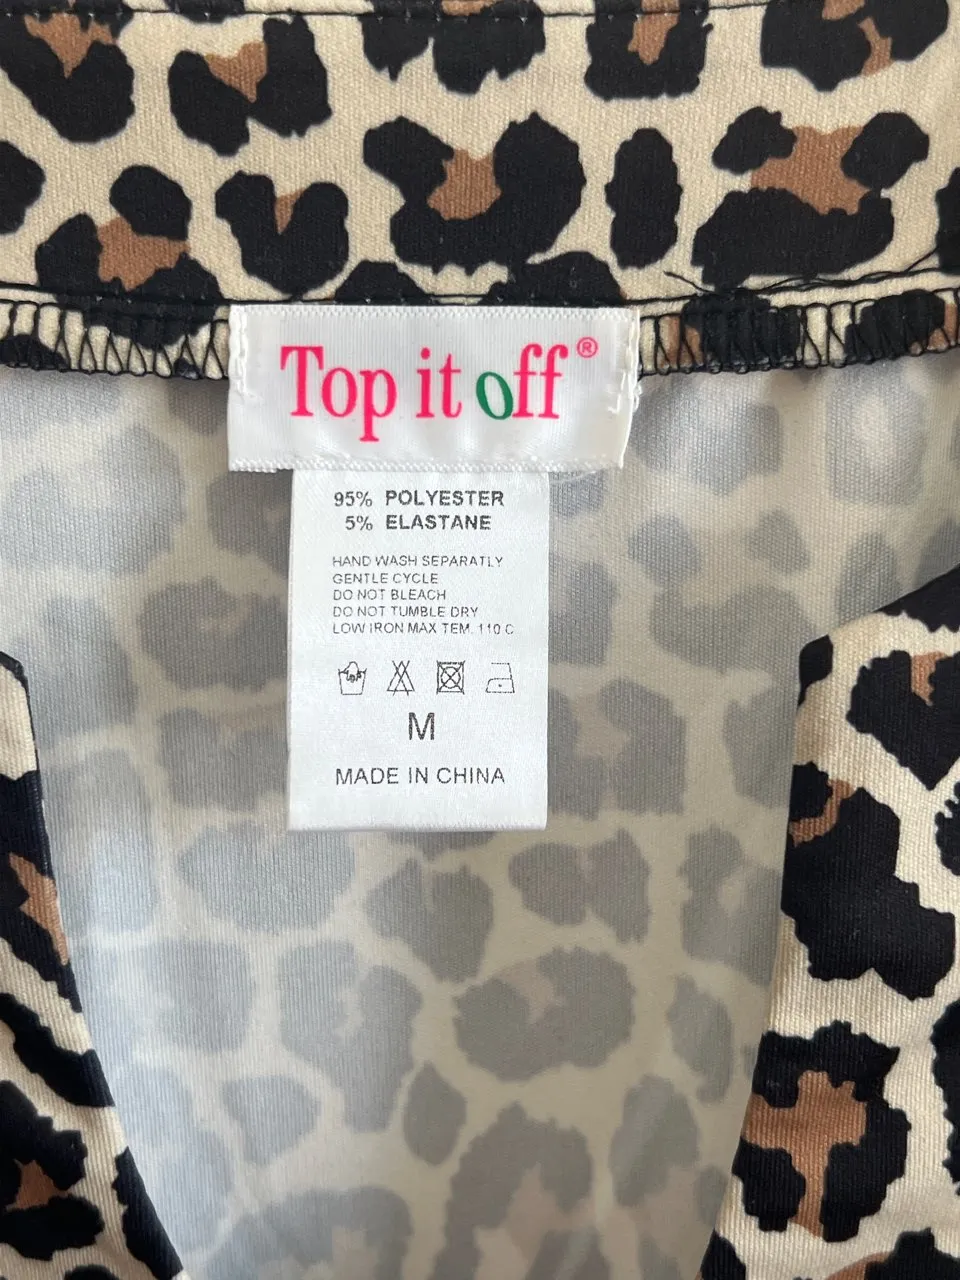 Top it off®
95% POLYESTER
5% ELASTANE
HAND WASH SEPARATLY
GENTLE CYCLE
DO NOT BLEACH
DO NOT TUMBLE DRY
LOW IRON MAX TEM. 110 C
M
MADE IN CHINA